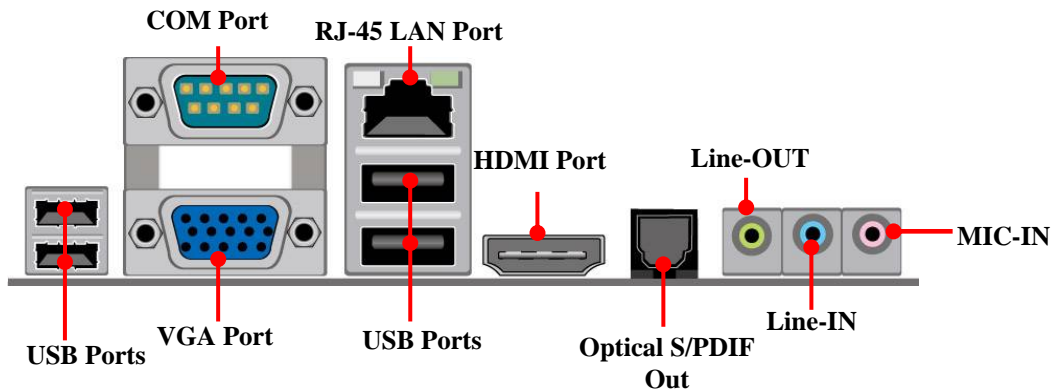 COM Port
RJ-45 LAN Port
HDMI Port
Line-OUT
MIC-IN
USB Ports
VGA Port
USB Ports
Optical S/PDIF
Out
Line-IN